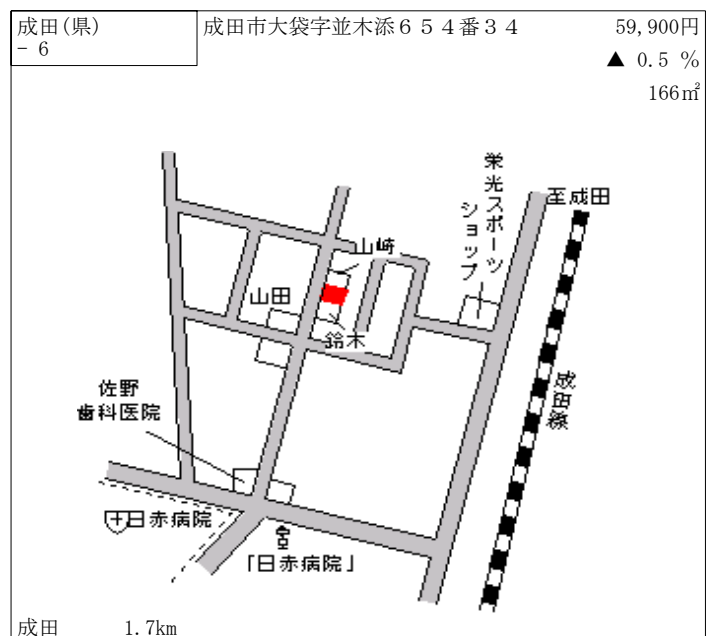 成田(県)
- 6
成田市大袋字並木添６５４番３４
59,900円
▲ 0.5 %
166㎡
栄光スポーツ
ショップ
至成田
山崎
山田
鈴木
成田線
佐野
歯科医院
日赤病院
「日赤病院」
成田 1.7km